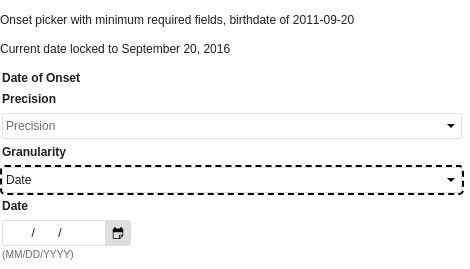 Onset picker with minimum required fields, birthdate of 2011-09-20
Current date locked to September 20, 2016
Date of Onset
Precision
Precision
Granularity
Date
Date
/ /
(MM/DD/YYYY)